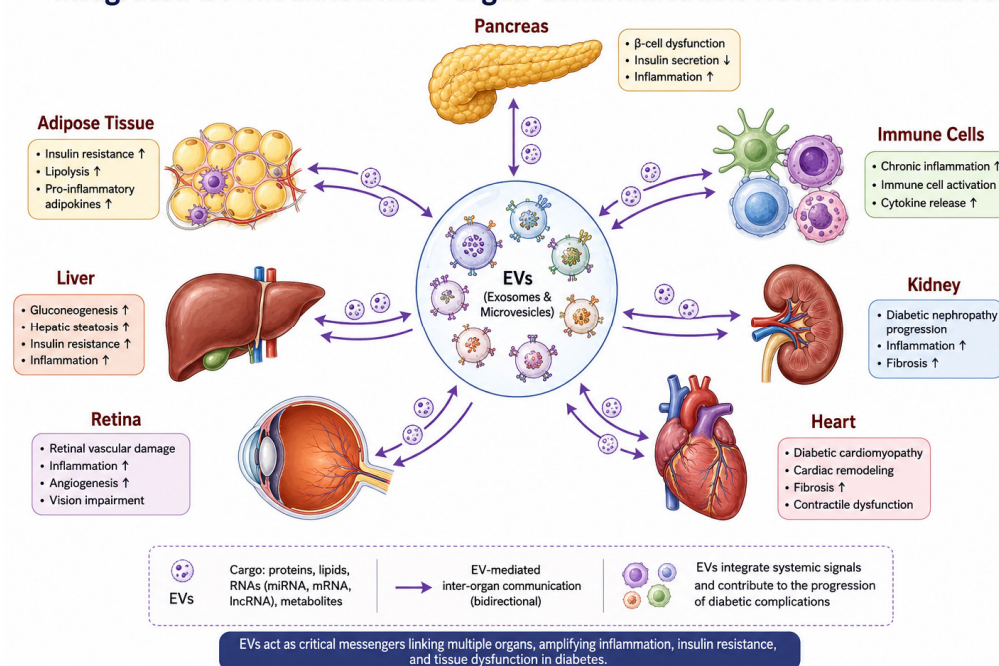 Pancreas
• β-cell dysfunction
• Insulin secretion ↓
• Inflammation ↑
Adipose Tissue
• Insulin resistance ↑
• Lipolysis ↑
• Pro-inflammatory
adipokines ↑
Immune Cells
• Chronic inflammation ↑
• Immune cell activation
• Cytokine release ↑
EVs
(Exosomes &
Microvesicles)
Liver
• Gluconeogenesis ↑
• Hepatic steatosis ↑
• Insulin resistance ↑
• Inflammation ↑
Kidney
• Diabetic nephropathy
progression
• Inflammation ↑
• Fibrosis ↑
Retina
• Retinal vascular damage
• Inflammation ↑
• Angiogenesis ↑
• Vision impairment
Heart
• Diabetic cardiomyopathy
• Cardiac remodeling
• Fibrosis ↑
• Contractile dysfunction
EVs
Cargo: proteins, lipids,
RNAs (miRNA, mRNA,
lncRNA), metabolites
EV-mediated
inter-organ communication
(bidirectional)
EVs integrate systemic signals
and contribute to the progression
of diabetic complications
EVs act as critical messengers linking multiple organs, amplifying inflammation, insulin resistance,
and tissue dysfunction in diabetes.